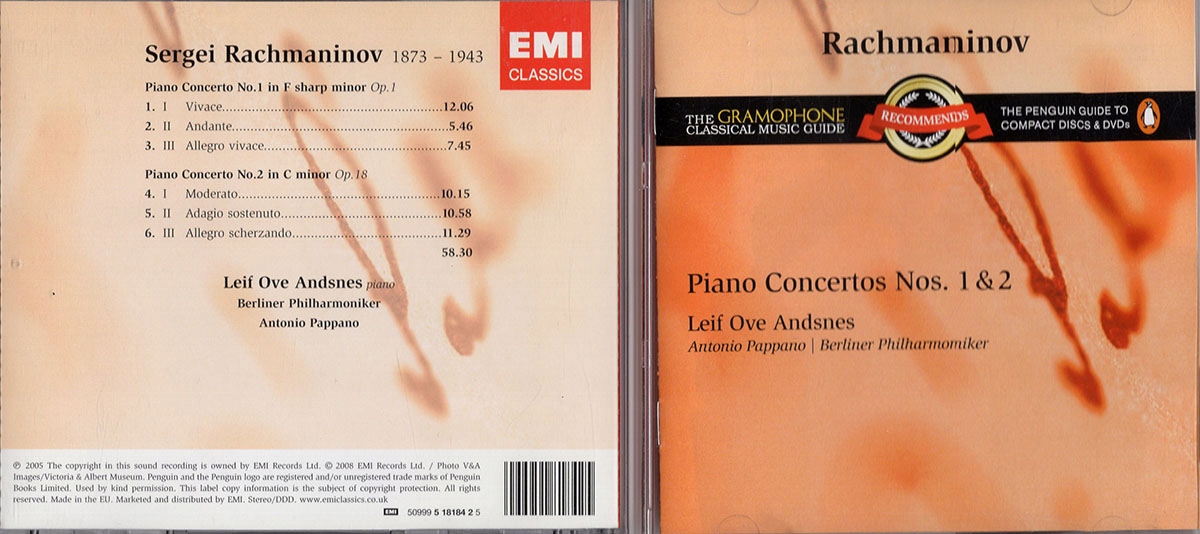 Sergei Rachmaninov 1873 – 1943
EMI
CLASSICS
Piano Concerto No.1 in F sharp minor Op.1
1. I Vivace..........................................................12.06
2. II Andante.......................................................5.46
3. III Allegro vivace...............................................7.45
Piano Concerto No.2 in C minor Op.18
4. I Moderato.....................................................10.15
5. II Adagio sostenuto..........................................10.58
6. III Allegro scherzando.......................................11.29
58.30
Leif Ove Andsnes piano
Berliner Philharmoniker
Antonio Pappano
℗ 2005 The copyright in this sound recording is owned by EMI Records Ltd. © 2008 EMI Records Ltd. / Photo V&A
Images/Victoria & Albert Museum. Penguin and the Penguin logo are registered and/or unregistered trade marks of Penguin
Books Limited. Used by kind permission. This label copy information is the subject of copyright protection. All rights
reserved. Made in the EU. Marketed and distributed by EMI. Stereo/DDD. www.emiclassics.co.uk
EMI 50999 5 18184 2 5
Rachmaninov
THE GRAMOPHONE
CLASSICAL MUSIC GUIDE
RECOMMENDS
THE PENGUIN GUIDE TO
COMPACT DISCS & DVDs
Piano Concertos Nos. 1 & 2
Leif Ove Andsnes
Antonio Pappano | Berliner Philharmomiker